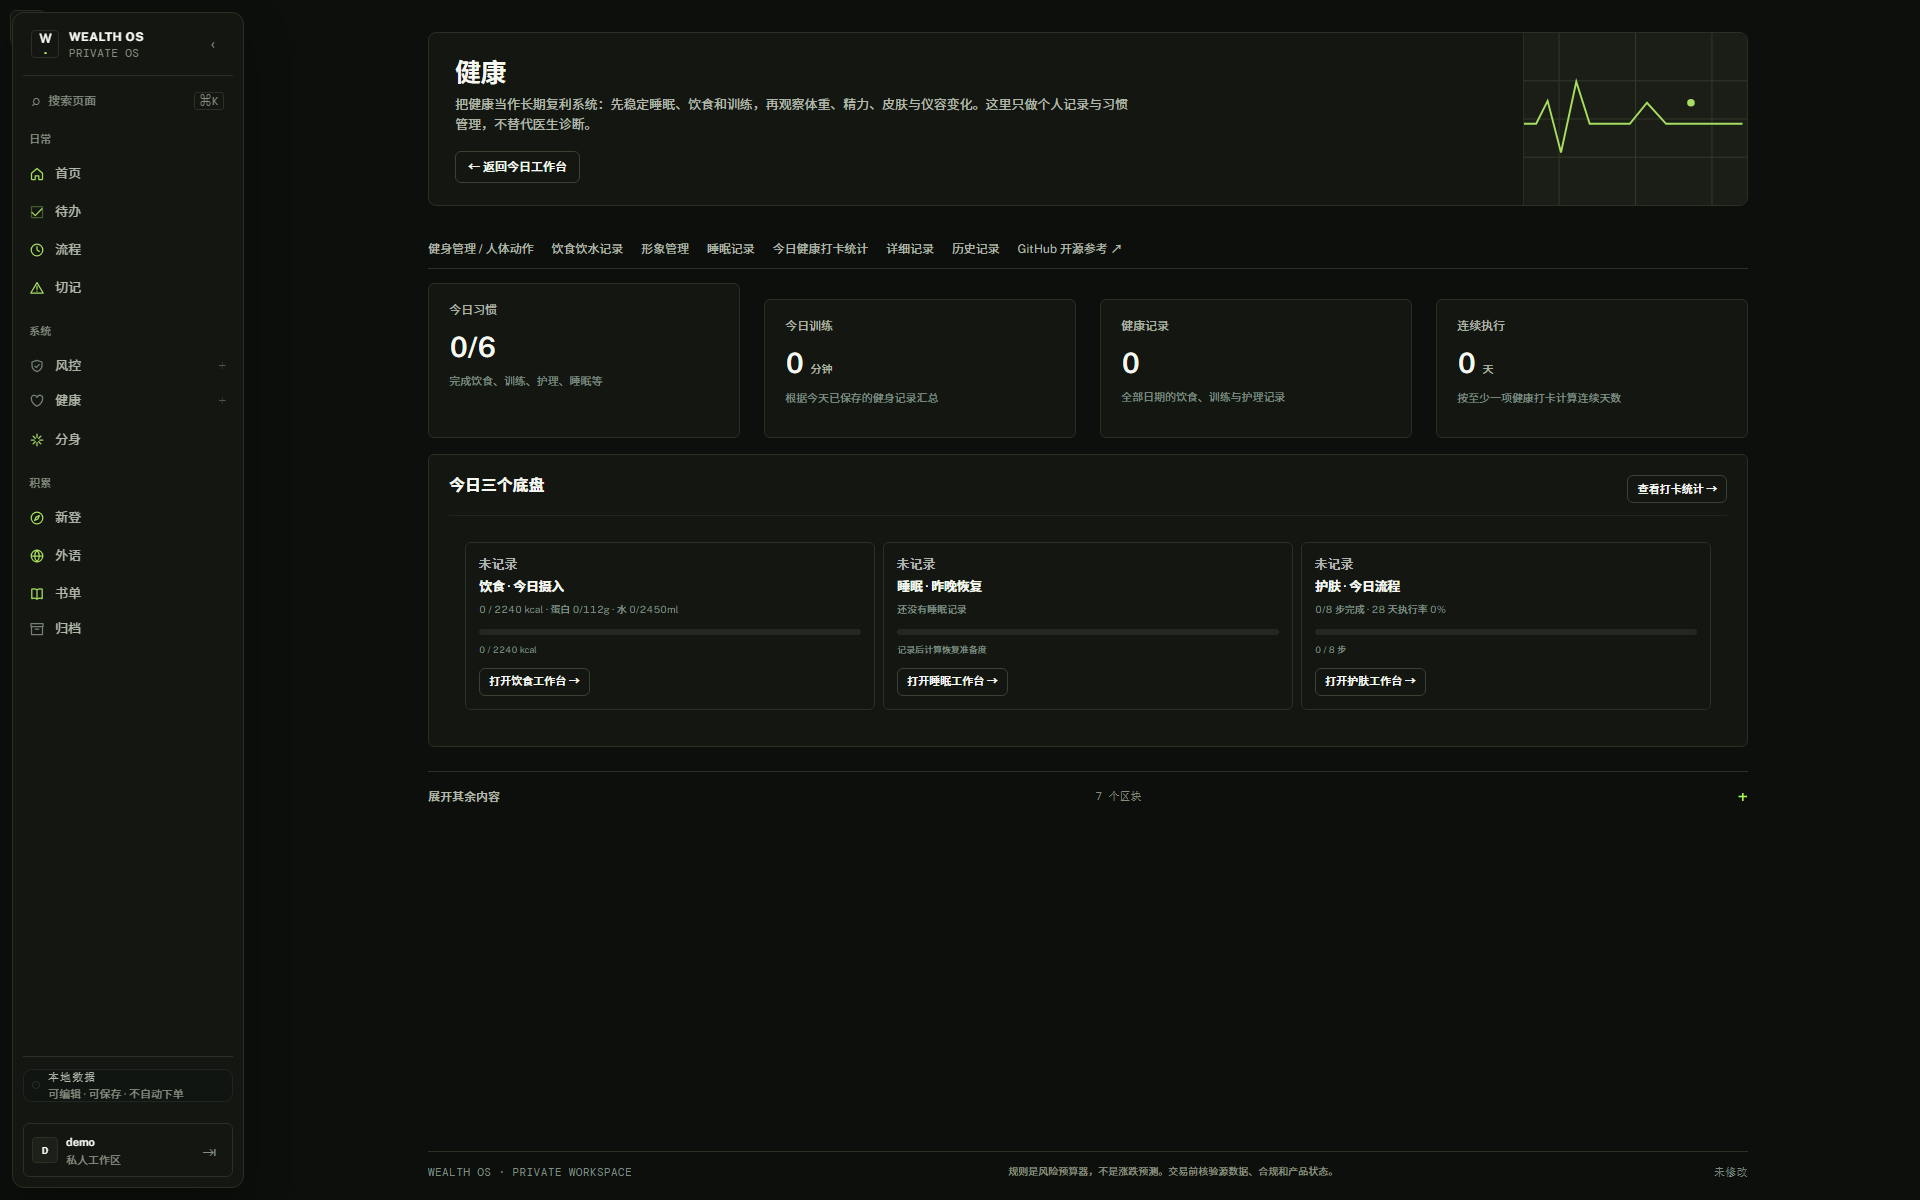 W
WEALTH OS
PRIVATE OS
‹
搜索页面
⌘K
日常
首页
待办
流程
切记
系统
风控 +
健康 +
分身
积累
新登
外语
书单
归档
本地数据
可编辑 · 可保存 · 不自动下单
D
demo
私人工作区
健康
把健康当作长期复利系统：先稳定睡眠、饮食和训练，再观察体重、精力、皮肤与仪容变化。这里只做个人记录与习惯
管理，不替代医生诊断。
← 返回今日工作台
健身管理 / 人体动作 饮食饮水记录 形象管理 睡眠记录 今日健康打卡统计 详细记录 历史记录 GitHub 开源参考 ↗
今日习惯
0/6
完成饮食、训练、护理、睡眠等
今日训练
0 分钟
根据今天已保存的健身记录汇总
健康记录
0
全部日期的饮食、训练与护理记录
连续执行
0 天
按至少一项健康打卡计算连续天数
今日三个底盘
查看打卡统计 →
未记录
饮食 · 今日摄入
0 / 2240 kcal · 蛋白 0/112g · 水 0/2450ml
0 / 2240 kcal
打开饮食工作台 →
未记录
睡眠 · 昨晚恢复
还没有睡眠记录
记录后计算恢复准备度
打开睡眠工作台 →
未记录
护肤 · 今日流程
0/8 步完成 · 28 天执行率 0%
0 / 8 步
打开护肤工作台 →
展开其余内容
7 个区块
+
WEALTH OS · PRIVATE WORKSPACE
规则是风险预算器，不是涨跌预测。交易前核验源数据、合规和产品状态。
未修改